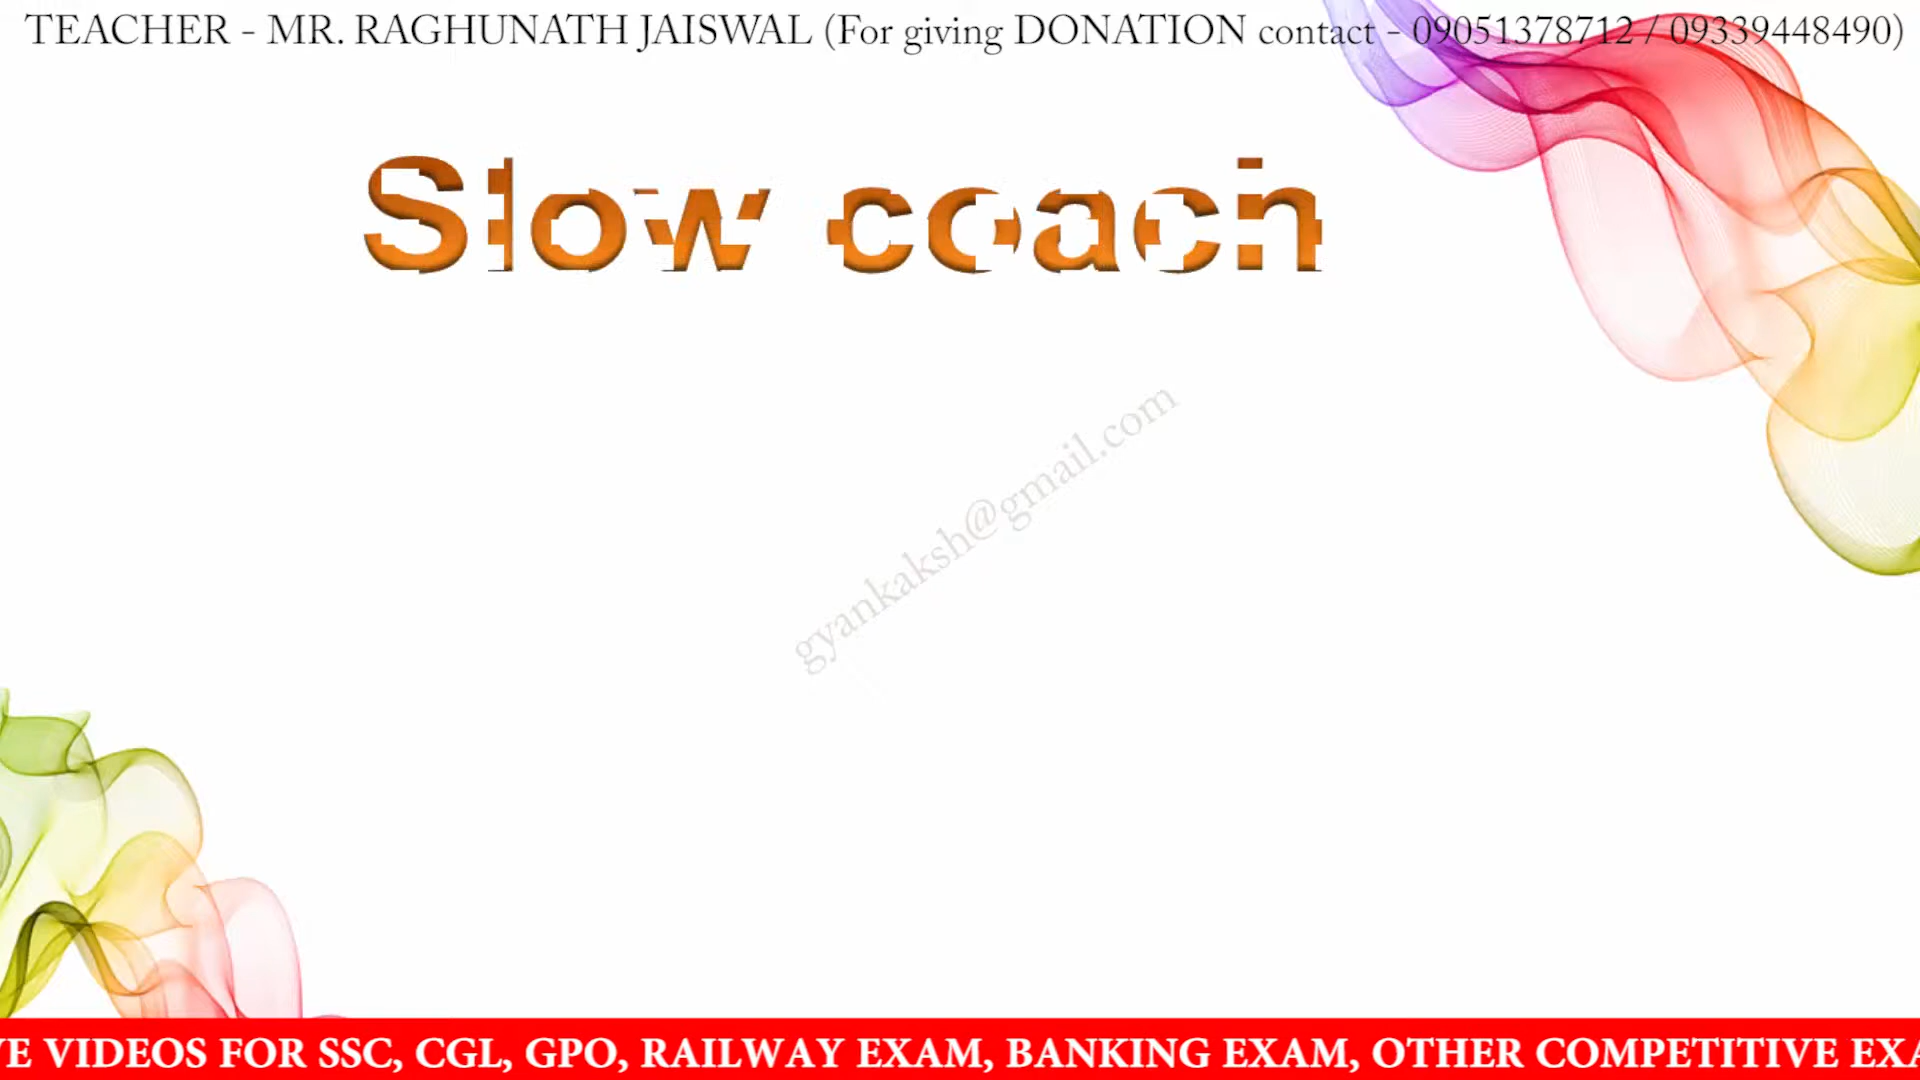 TEACHER - MR. RAGHUNATH JAISWAL (For giving DONATION contact - 09051378712 / 09339448490)
Slow coach
gyankaksh@gmail.com
VIDEOS FOR SSC, CGL, GPO, RAILWAY EXAM, BANKING EXAM, OTHER COMPETITIVE